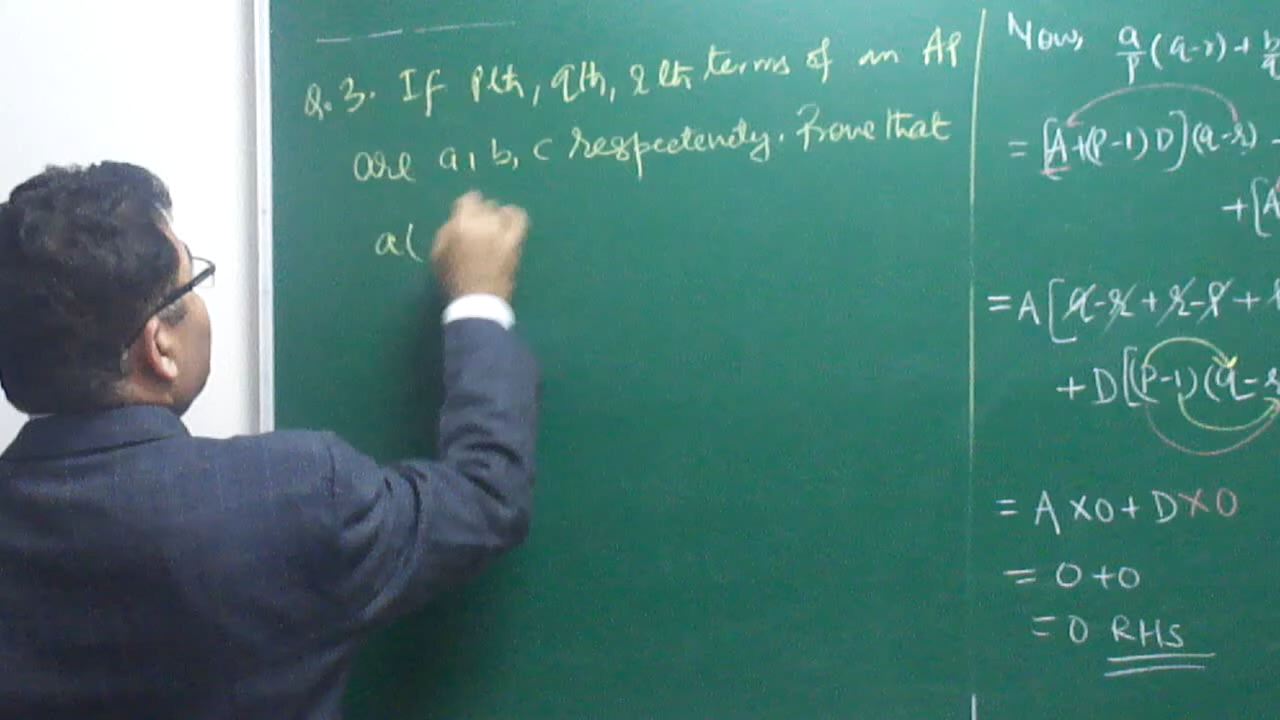 Q.3. If pth, qth, rth terms of an AP
are a, b, c respectively. Prove that
a(
Now, a/p (q-r) + b/q
= [A+(P-1)D](q-r) -
+[A
= A[q-r+r-p+
+ D[(P-1)(q-r
= A×0+D×0
= 0+0
= 0 RHS